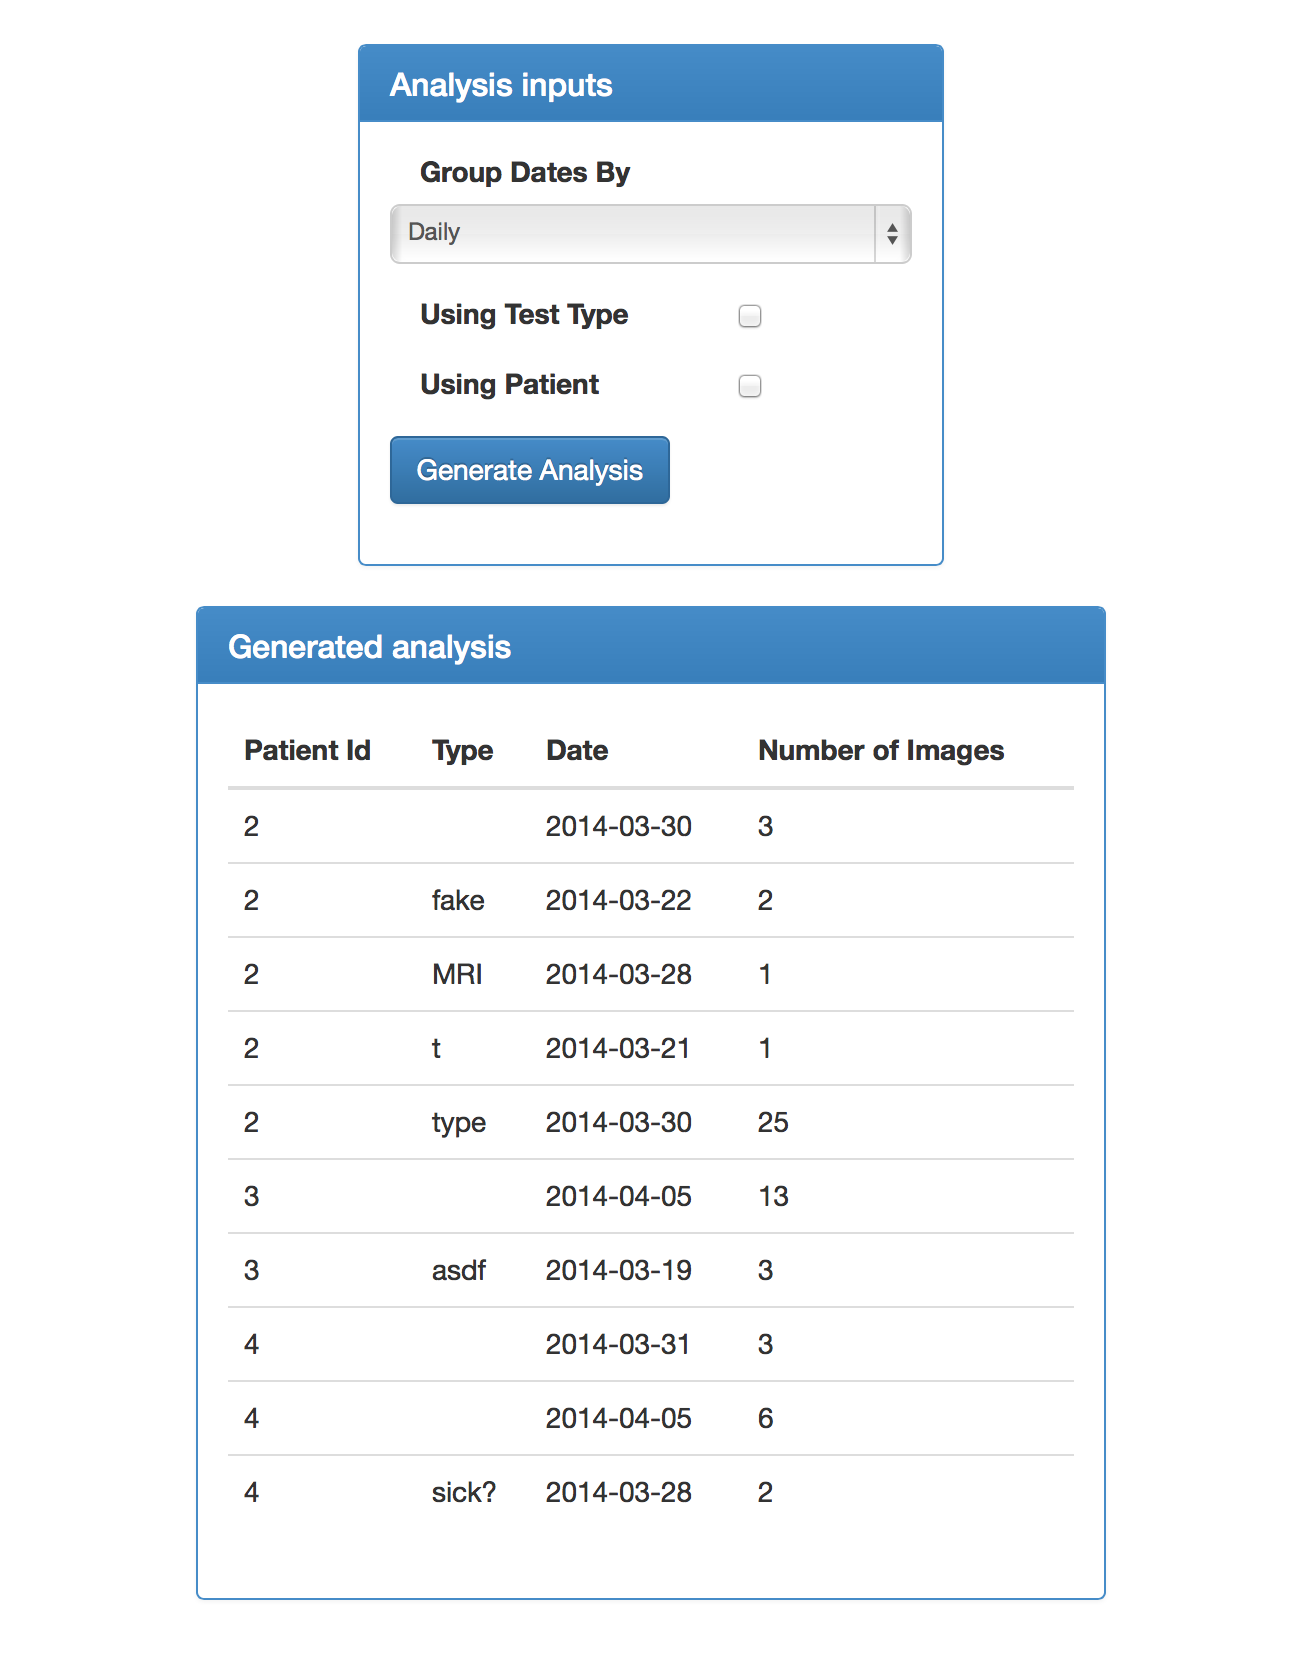 Analysis inputs
Group Dates By
Daily
Using Test Type
Using Patient
Generate Analysis
Generated analysis
Patient Id Type Date Number of Images
2 2014-03-30 3
2 fake 2014-03-22 2
2 MRI 2014-03-28 1
2 t 2014-03-21 1
2 type 2014-03-30 25
3 2014-04-05 13
3 asdf 2014-03-19 3
4 2014-03-31 3
4 2014-04-05 6
4 sick? 2014-03-28 2